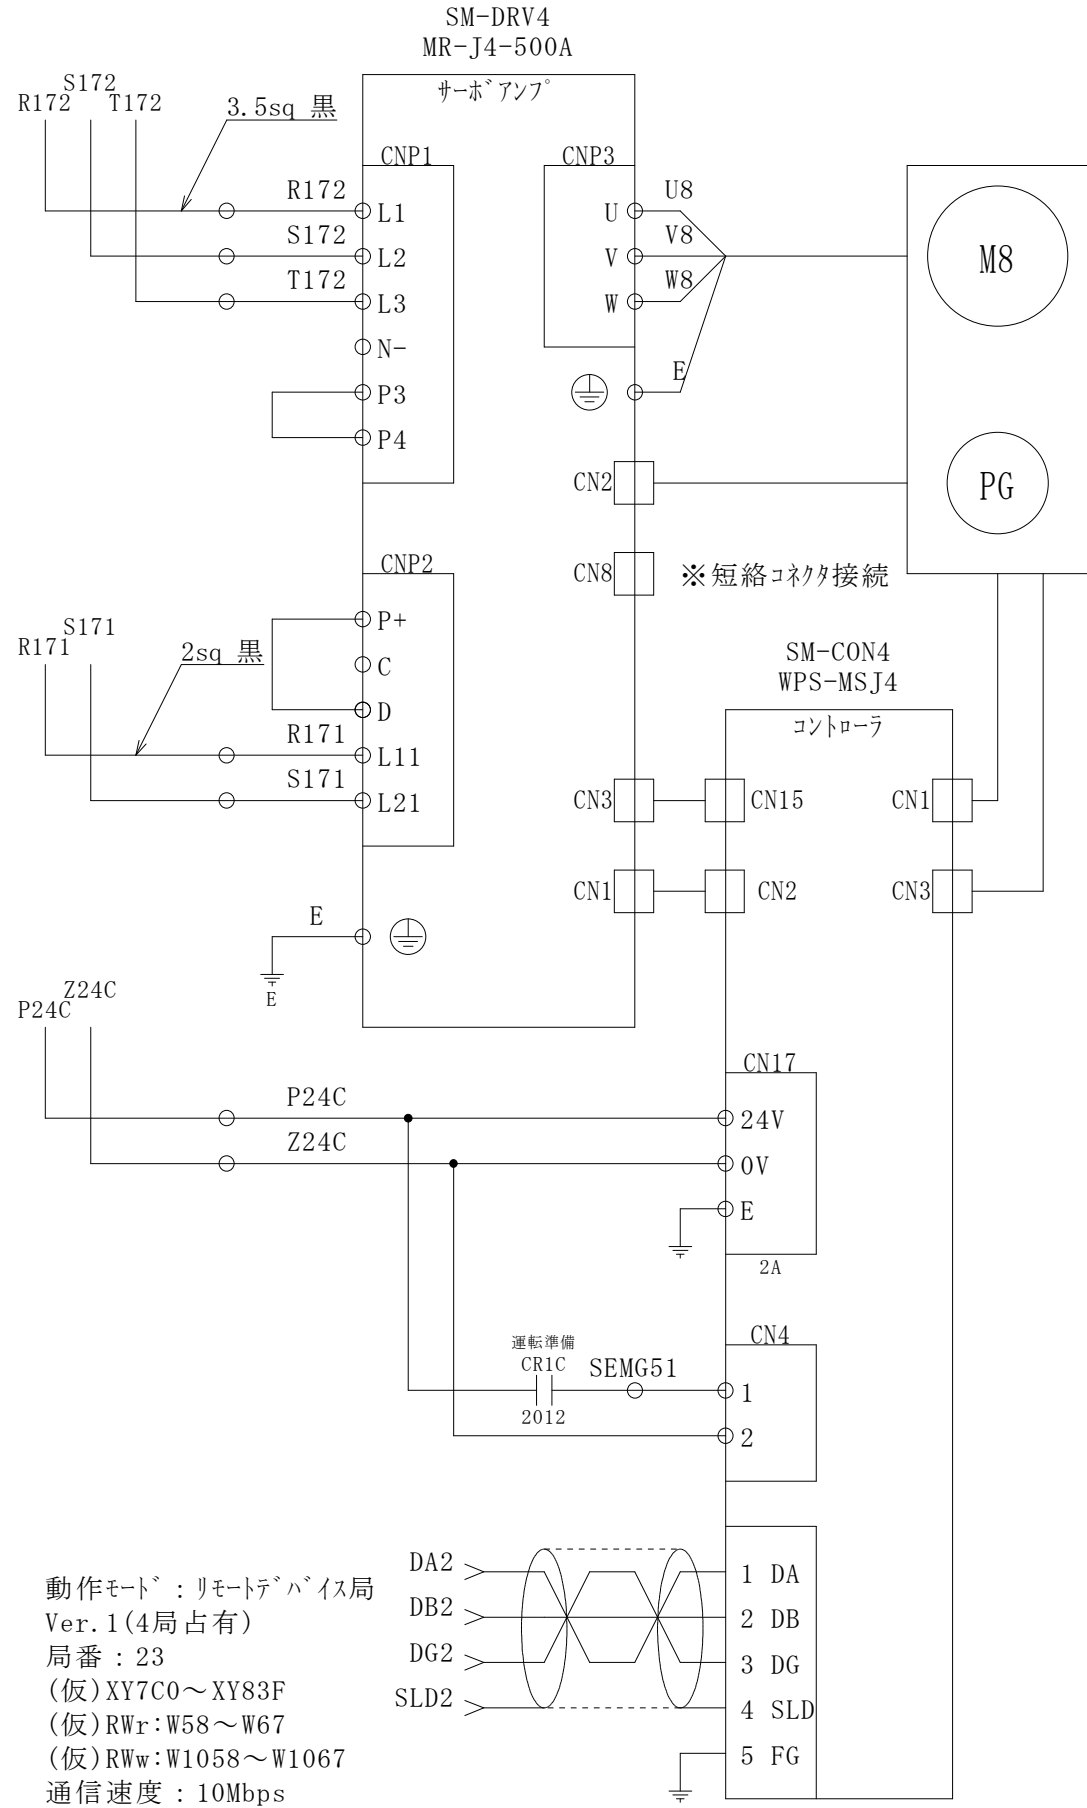 SM-DRV4
MR-J4-500A
サーボアンプ
S172
R172
T172
3.5sq 黒
CNP1
CNP3
R172
L1
S172
L2
T172
L3
N-
P3
P4
U
U8
V
V8
W
W8
E
M8
PG
CN2
CN8
※短絡コネクタ接続
CNP2
S171
R171
2sq 黒
P+
C
D
R171
L11
S171
L21
SM-CON4
WPS-MSJ4
コントローラ
CN3
CN15
CN1
CN1
CN2
CN3
E
E
Z24C
P24C
CN17
P24C
24V
Z24C
0V
E
2A
CN4
運転準備
CR1C
SEMG51
1
2012
2
DA2
1 DA
DB2
2 DB
DG2
3 DG
SLD2
4 SLD
5 FG
動作モード：リモートデバイス局
Ver.1(4局占有)
局番：23
(仮)XY7C0～XY83F
(仮)RWr:W58～W67
(仮)RWw:W1058～W1067
通信速度：10Mbps